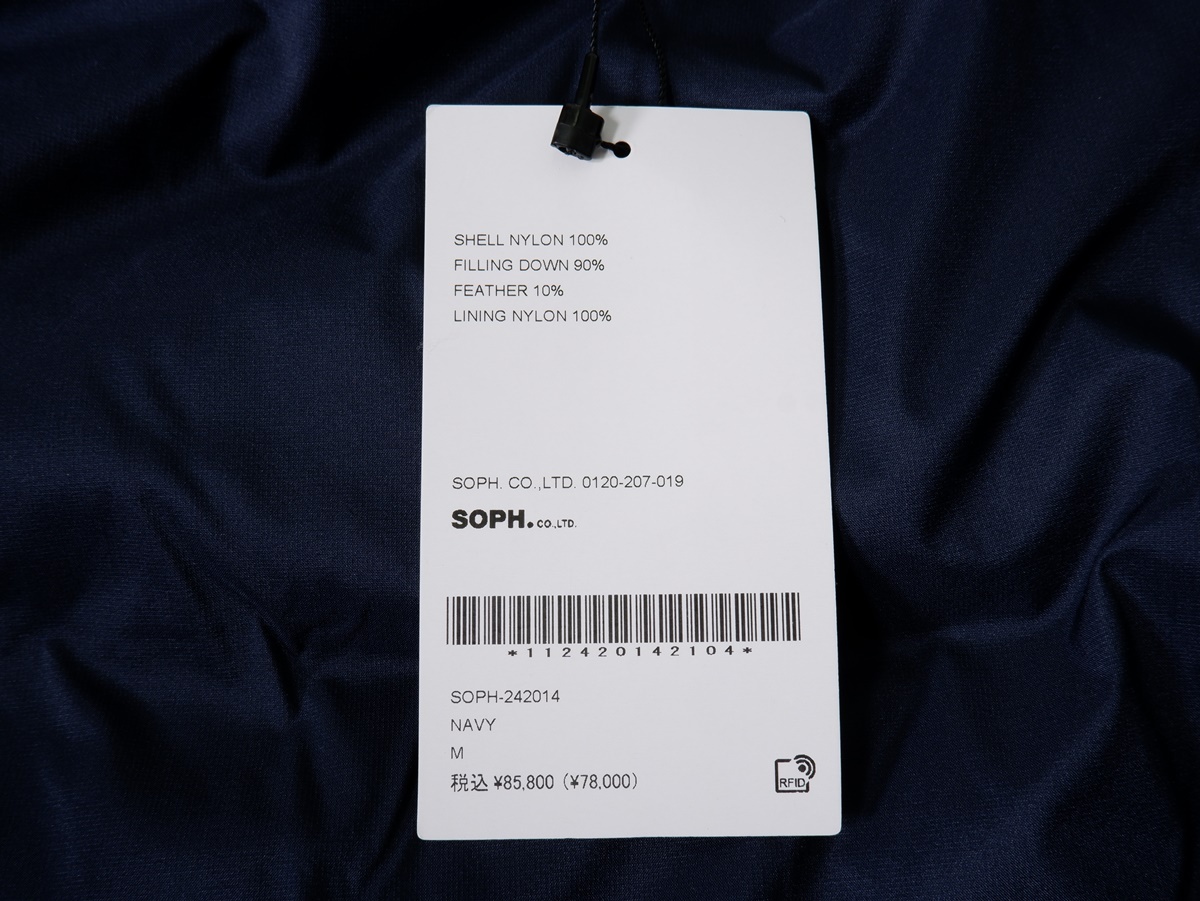 SHELL NYLON 100%
FILLING DOWN 90%
FEATHER 10%
LINING NYLON 100%
SOPH. CO.,LTD. 0120-207-019
SOPH. CO.,LTD.
*112420142104*
SOPH-242014
NAVY
M
税込 ¥85,800 (¥78,000)
RFID